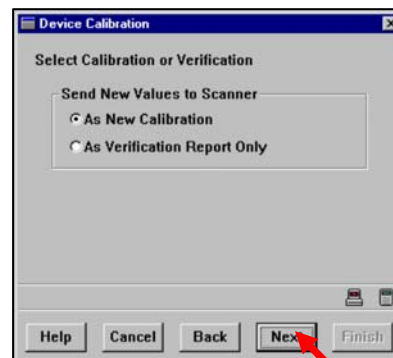 Device Calibration
Select Calibration or Verification
Send New Values to Scanner
As New Calibration
As Verification Report Only
Help Cancel Back Next Finish